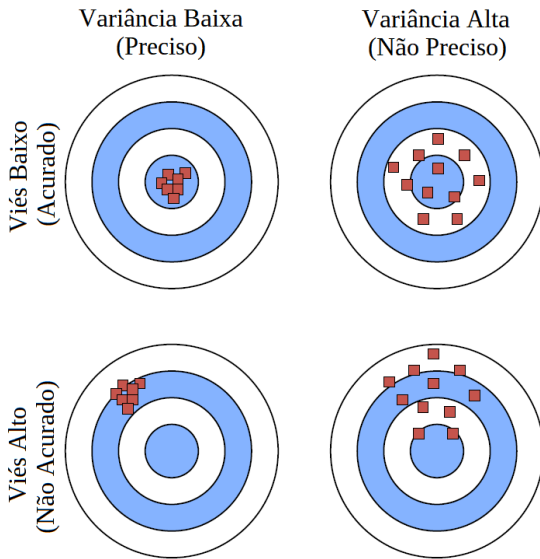 Variância Baixa
(Preciso)
Variância Alta
(Não Preciso)
Viés Baixo
(Acurado)
Viés Alto
(Não Acurado)